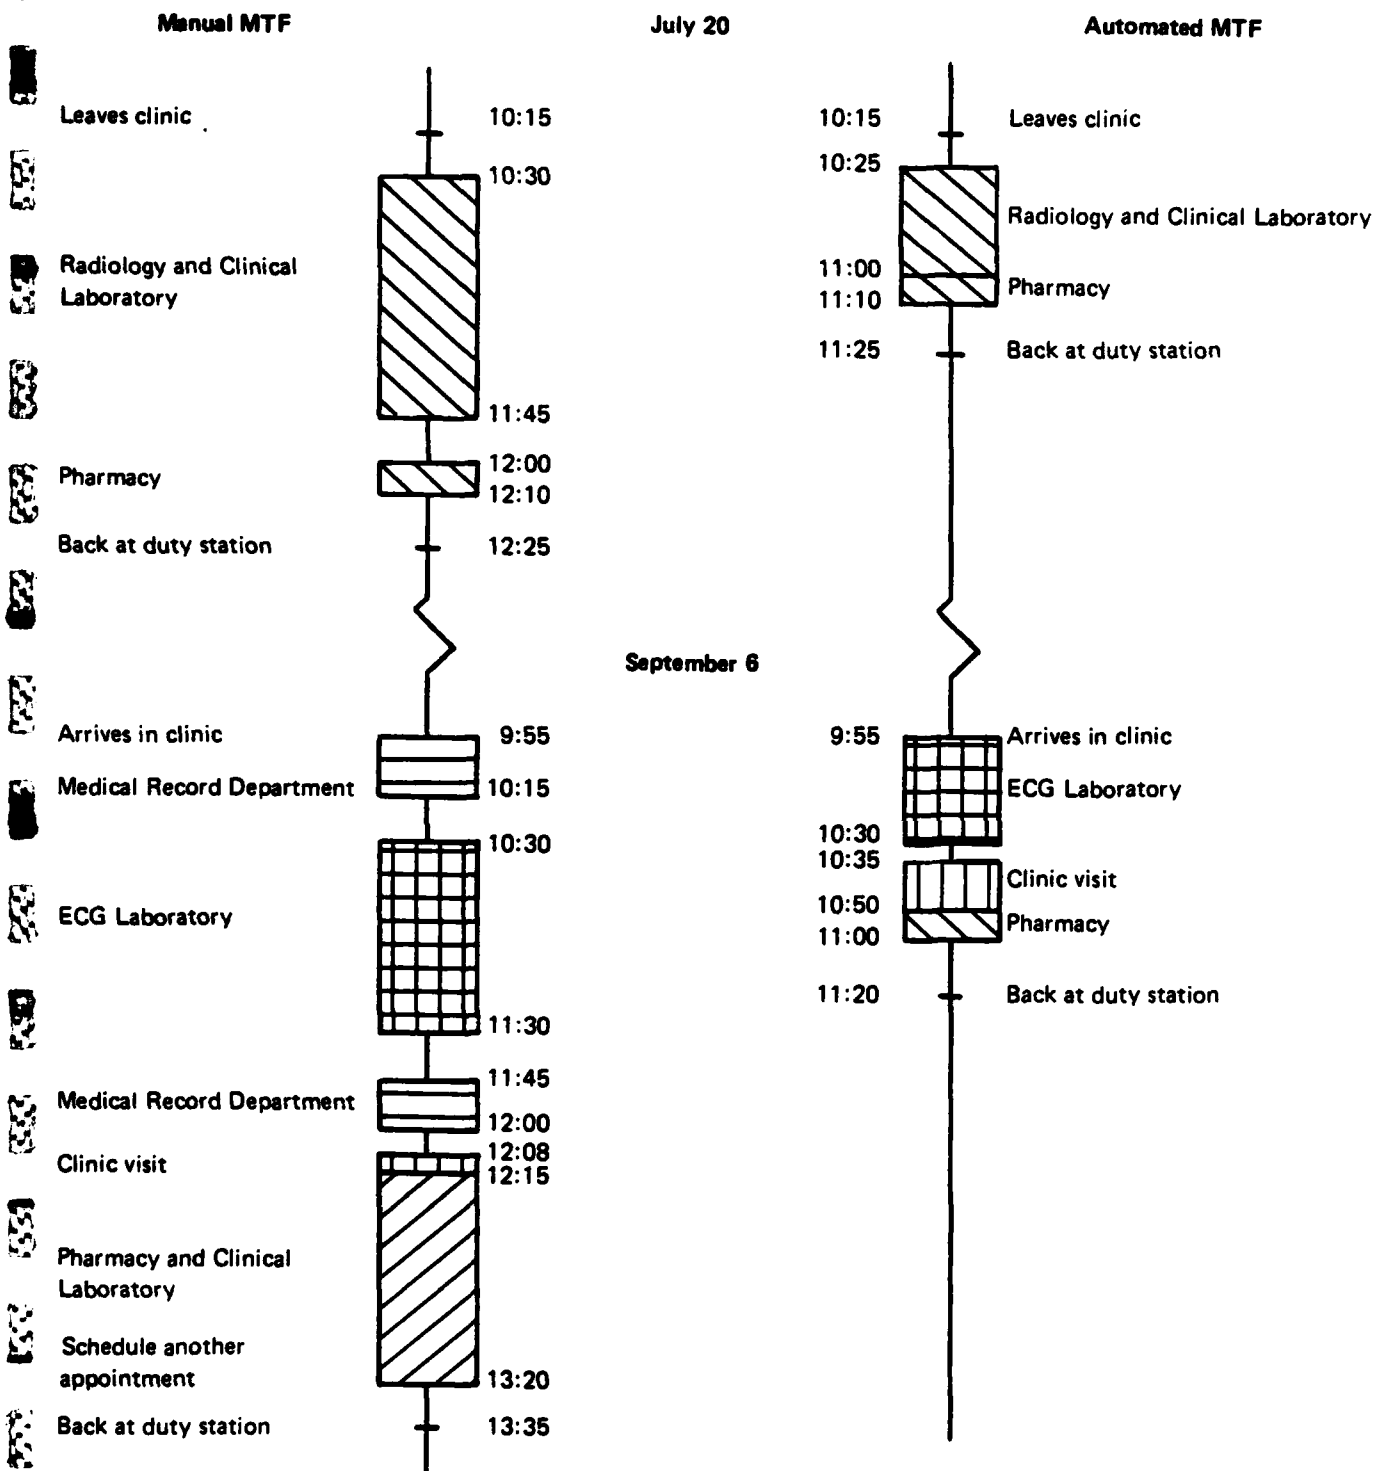 Manual MTF
July 20
Automated MTF
Leaves clinic
10:15
10:15
Leaves clinic
10:30
10:25
Radiology and Clinical Laboratory
Radiology and Clinical
Laboratory
11:00
Pharmacy
11:10
11:25
Back at duty station
11:45
Pharmacy
12:00
12:10
Back at duty station
12:25
September 6
Arrives in clinic
9:55
9:55
Arrives in clinic
Medical Record Department
10:15
ECG Laboratory
10:30
10:30
10:35
Clinic visit
10:50
Pharmacy
11:00
ECG Laboratory
11:20
Back at duty station
11:30
11:45
Medical Record Department
12:00
12:08
Clinic visit
12:15
Pharmacy and Clinical
Laboratory
Schedule another
appointment
13:20
Back at duty station
13:35